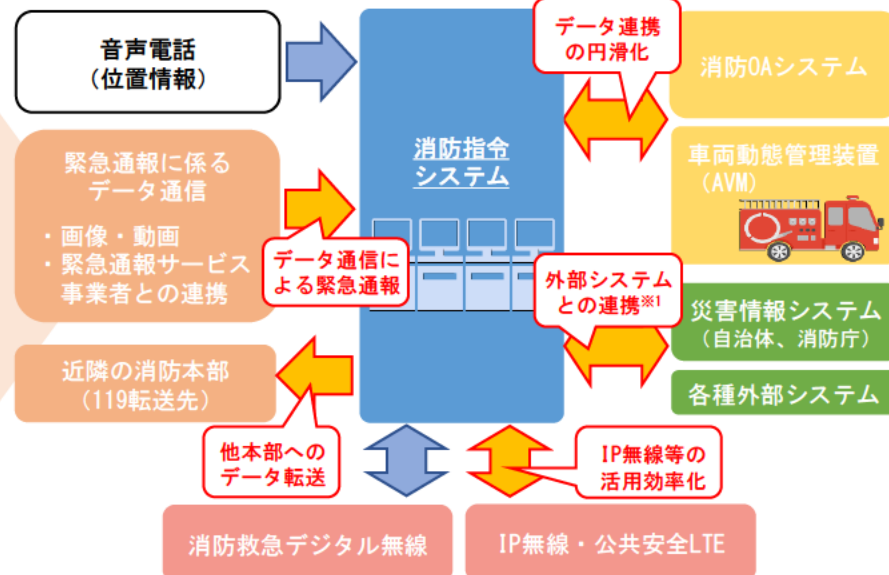 音声電話
（位置情報）
緊急通報に係る
データ通信
・画像・動画
・緊急通報サービス
事業者との連携
データ通信に
よる緊急通報
近隣の消防本部
（119転送先）
他本部への
データ転送
消防指令
システム
データ連携
の円滑化
消防OAシステム
車両動態管理装置
（AVM）
外部システム
との連携※1
災害情報システム
（自治体、消防庁）
各種外部システム
IP無線等の
活用効率化
消防救急デジタル無線
IP無線・公共安全LTE